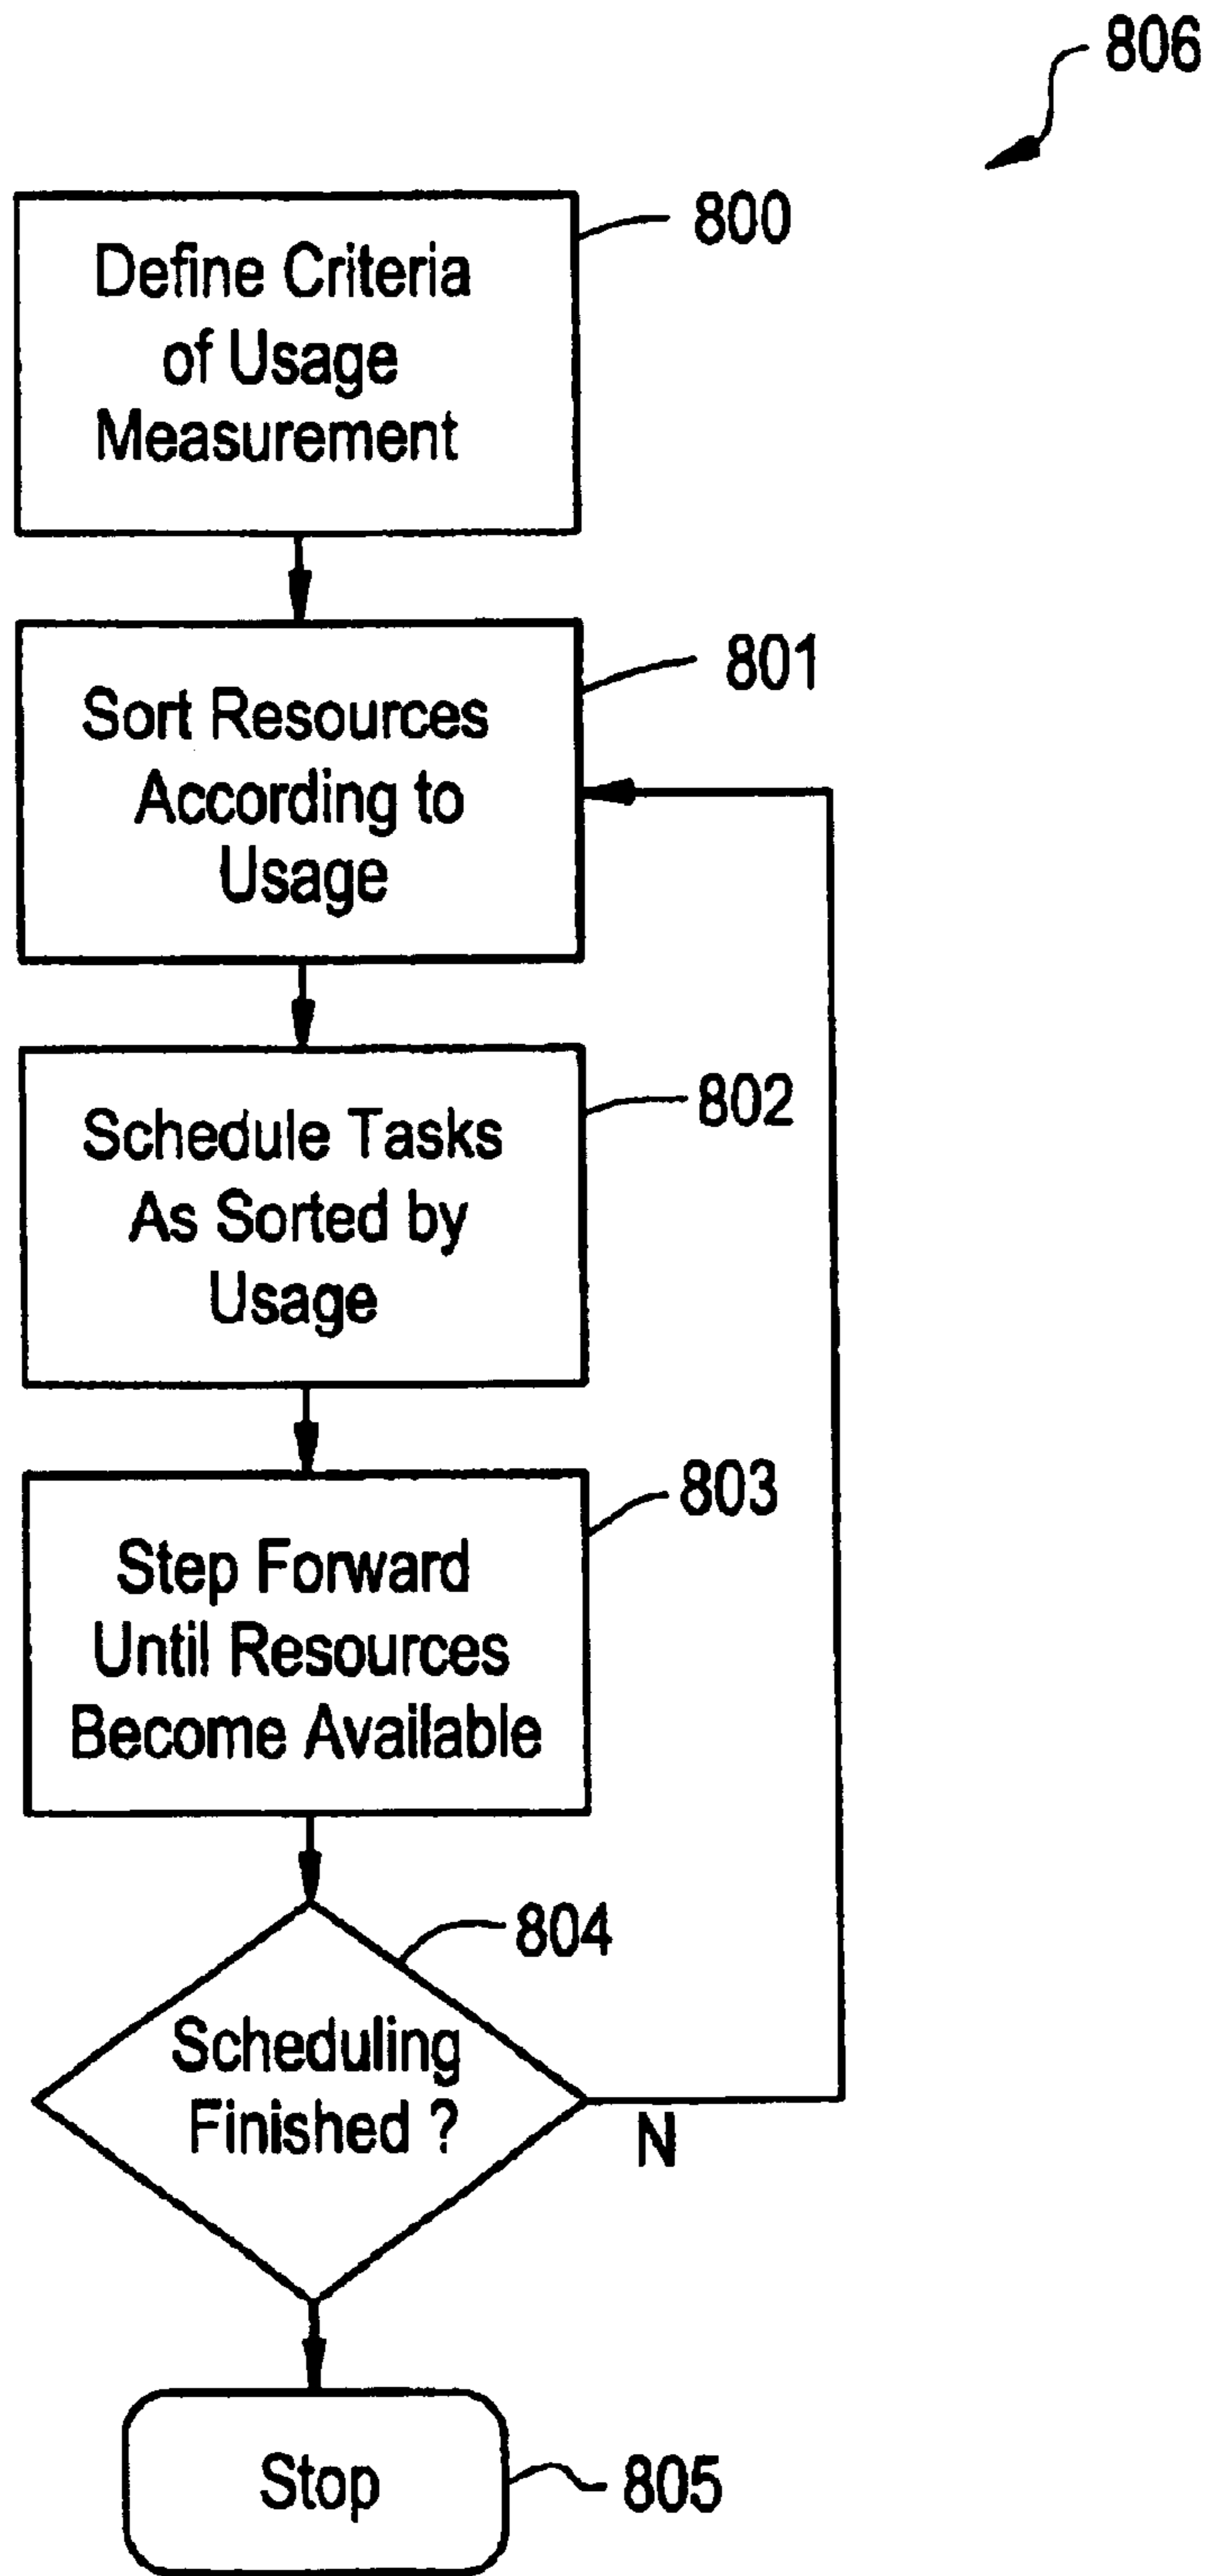 806
800
Define Criteria
of Usage
Measurement
801
Sort Resources
According to
Usage
802
Schedule Tasks
As Sorted by
Usage
803
Step Forward
Until Resources
Become Available
804
Scheduling
Finished ?
N
Stop
805